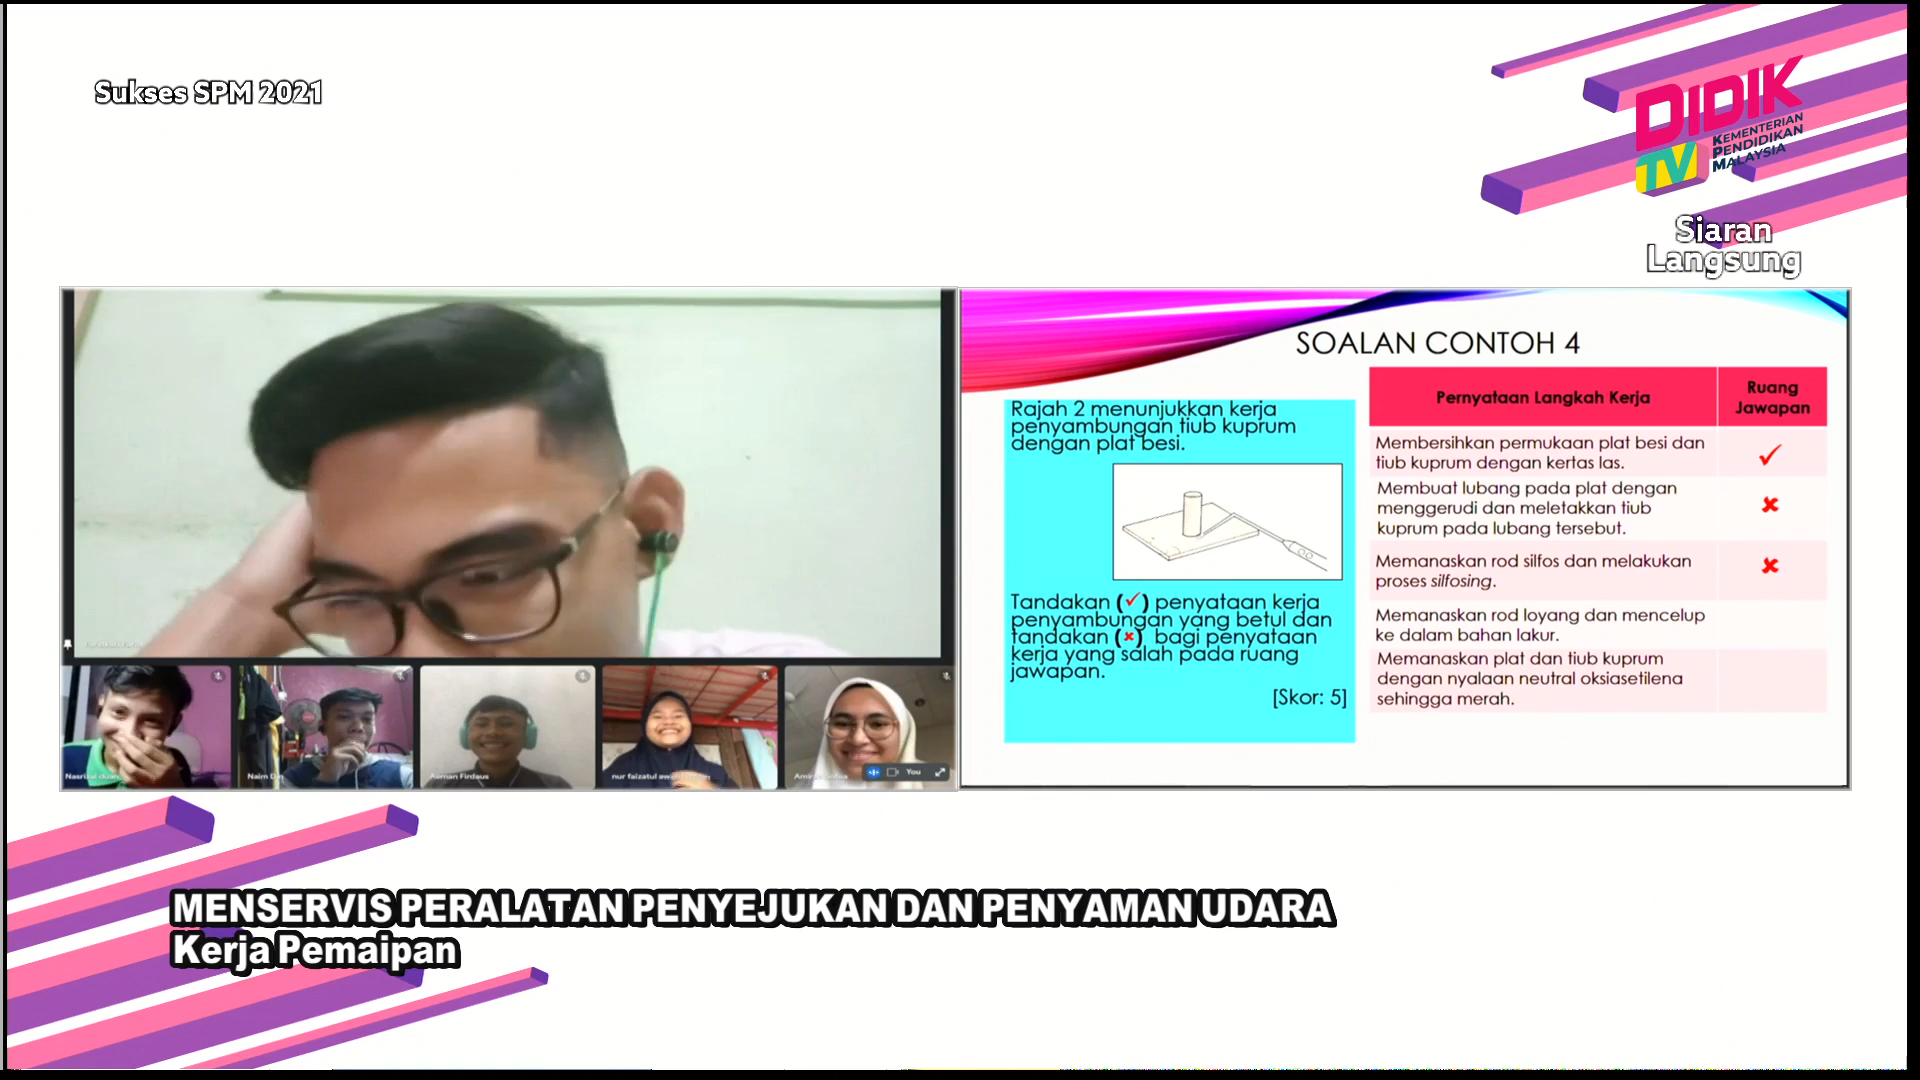 Sukses SPM 2021
DIDIK
TV
KEMENTERIAN
PENDIDIKAN
MALAYSIA
Siaran
Langsung
SOALAN CONTOH 4
Rajah 2 menunjukkan kerja
penyambungan tiub kuprum
dengan plat besi.
Tandakan (✓) penyataan kerja
penyambungan yang betul dan
tandakan (✘) bagi penyataan
kerja yang salah pada ruang
jawapan.
[Skor: 5]
Pernyataan Langkah Kerja
Ruang
Jawapan
Membersihkan permukaan plat besi dan
tiub kuprum dengan kertas las.
✓
Membuat lubang pada plat dengan
menggerudi dan meletakkan tiub
kuprum pada lubang tersebut.
✘
Memanaskan rod silfos dan melakukan
proses silfosing.
✘
Memanaskan rod loyang dan mencelup
ke dalam bahan lakur.
Memanaskan plat dan tiub kuprum
dengan nyalaan neutral oksiasetilena
sehingga merah.
Naim Din
Aiman Firdaus
nur faizatul
You
MENSERVIS PERALATAN PENYEJUKAN DAN PENYAMAN UDARA
Kerja Pemaipan